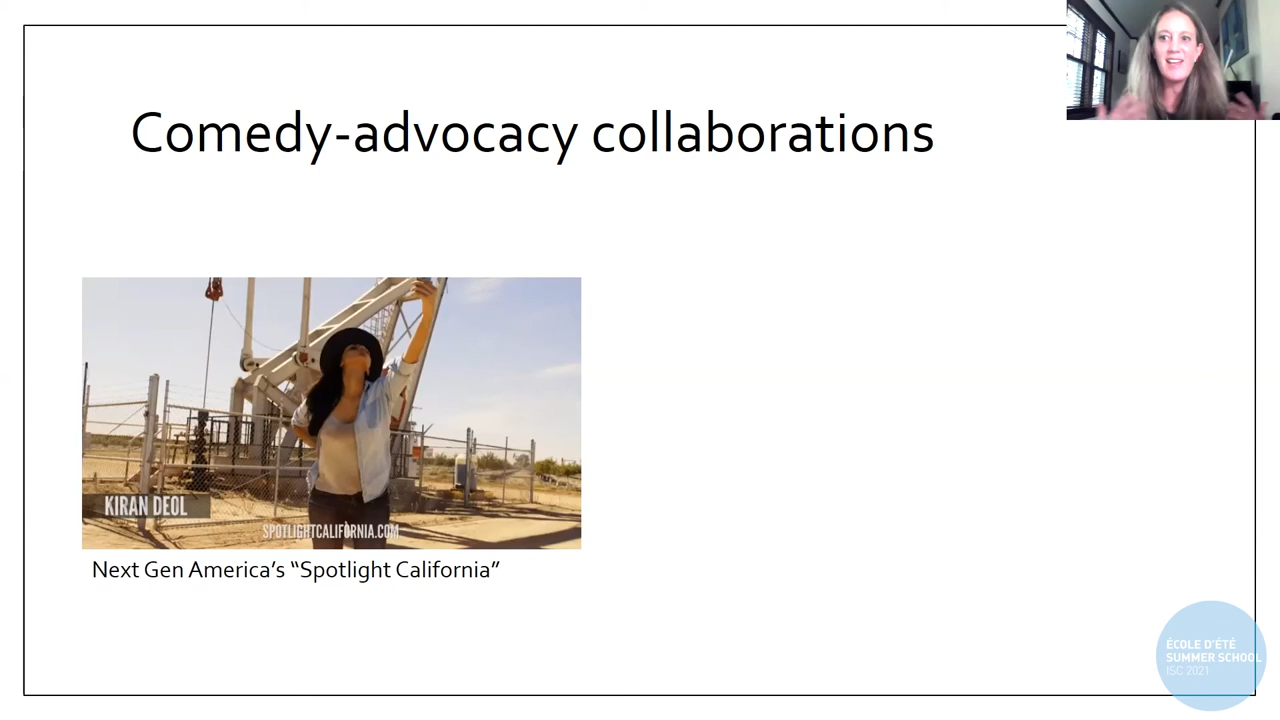 Comedy-advocacy collaborations
KIRAN DEOL
SPOTLIGHTCALIFORNIA.COM
Next Gen America's “Spotlight California”
ÉCOLE D'ÉTÉ
SUMMER SCHOOL
ISC 2021